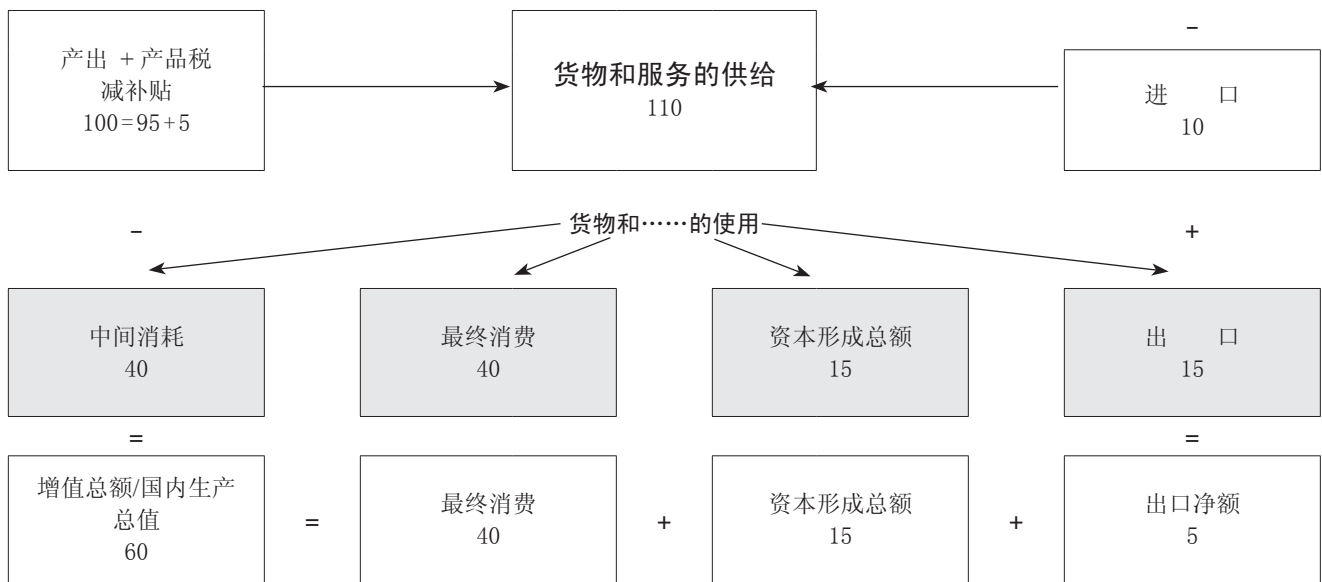 产出 +产品税
减补贴
100=95+5
货物和服务的供给
110
-
进 口
10
-
货物和……的使用
+
中间消耗
40
最终消费
40
资本形成总额
15
出 口
15
=
=
增值总额/国内生产
总值
60
=
最终消费
40
+
资本形成总额
15
+
出口净额
5